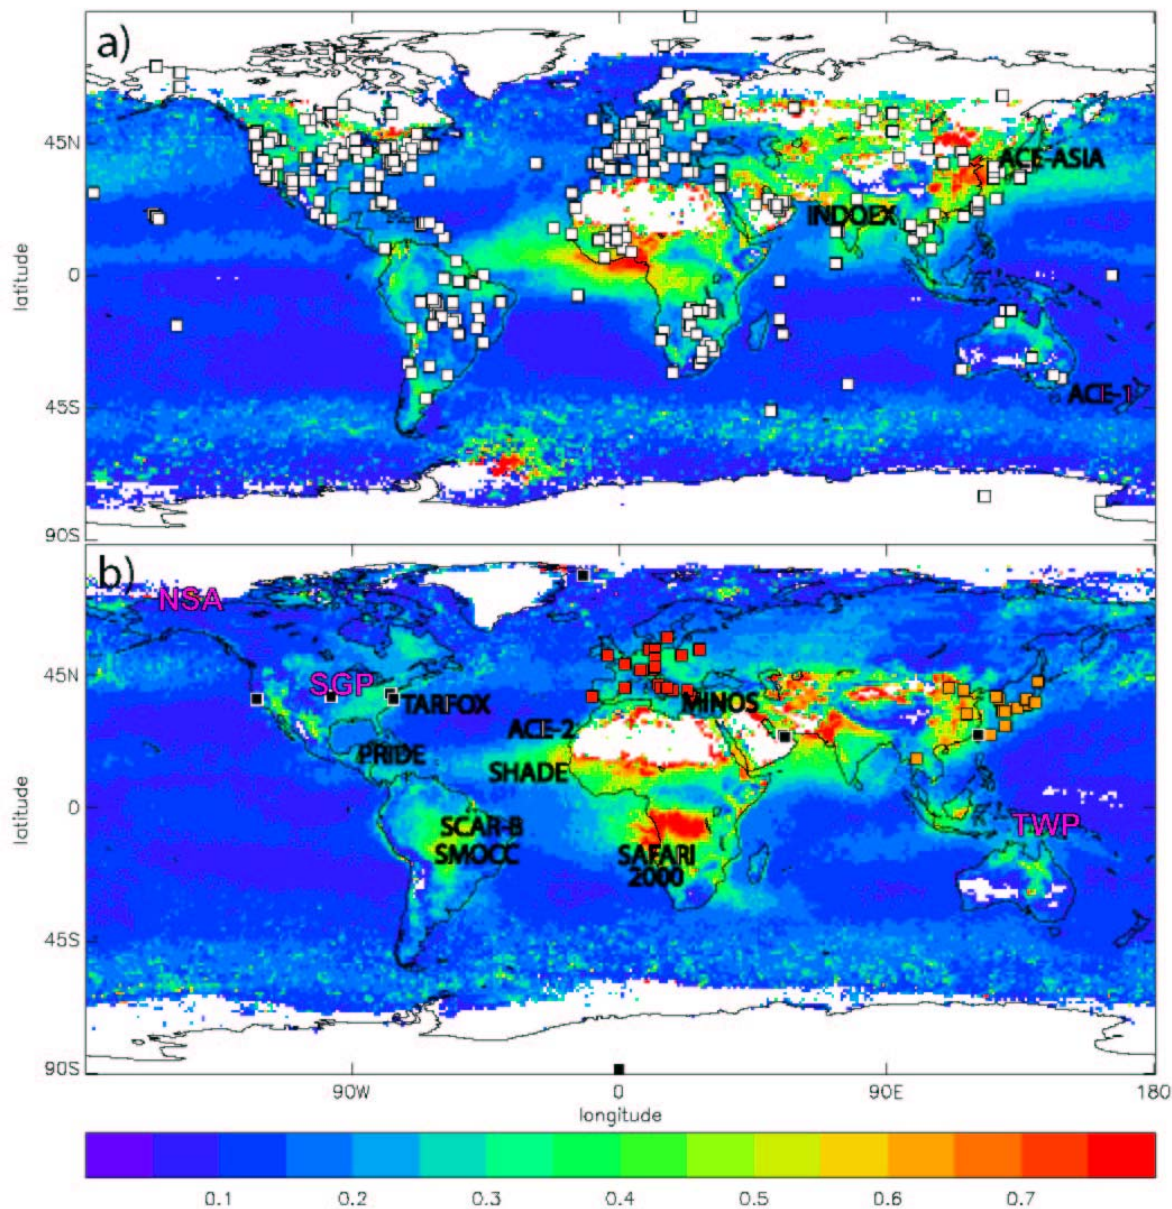 a)
45N
ACE-ASIA
INDOEX
latitude
0
45S
ACE-1
90S
b)
NSA
45N
SGP
TARFOX
MINOS
ACE-2
PRIDE
SHADE
latitude
0
SCAR-B
TWP
SMOCC
SAFARI
2000
45S
90S
90W
0
90E
180
longitude
0.1
0.2
0.3
0.4
0.5
0.6
0.7